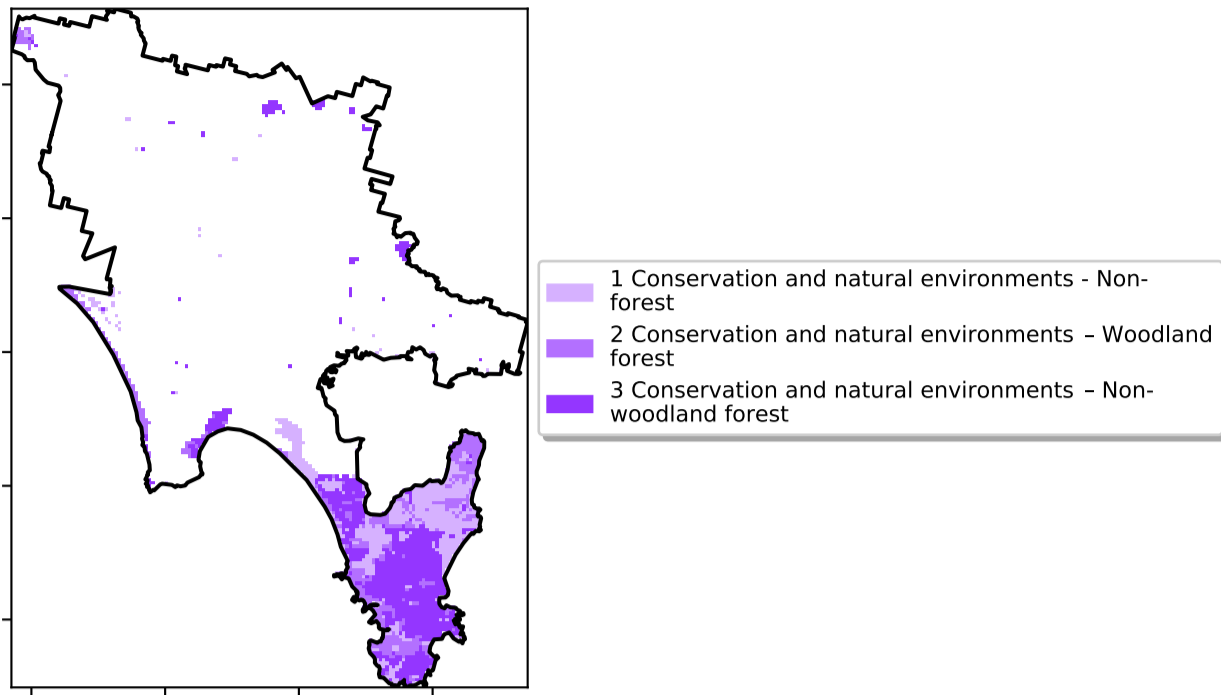 1 Conservation and natural environments - Non-
forest
2 Conservation and natural environments – Woodland
forest
3 Conservation and natural environments – Non-
woodland forest